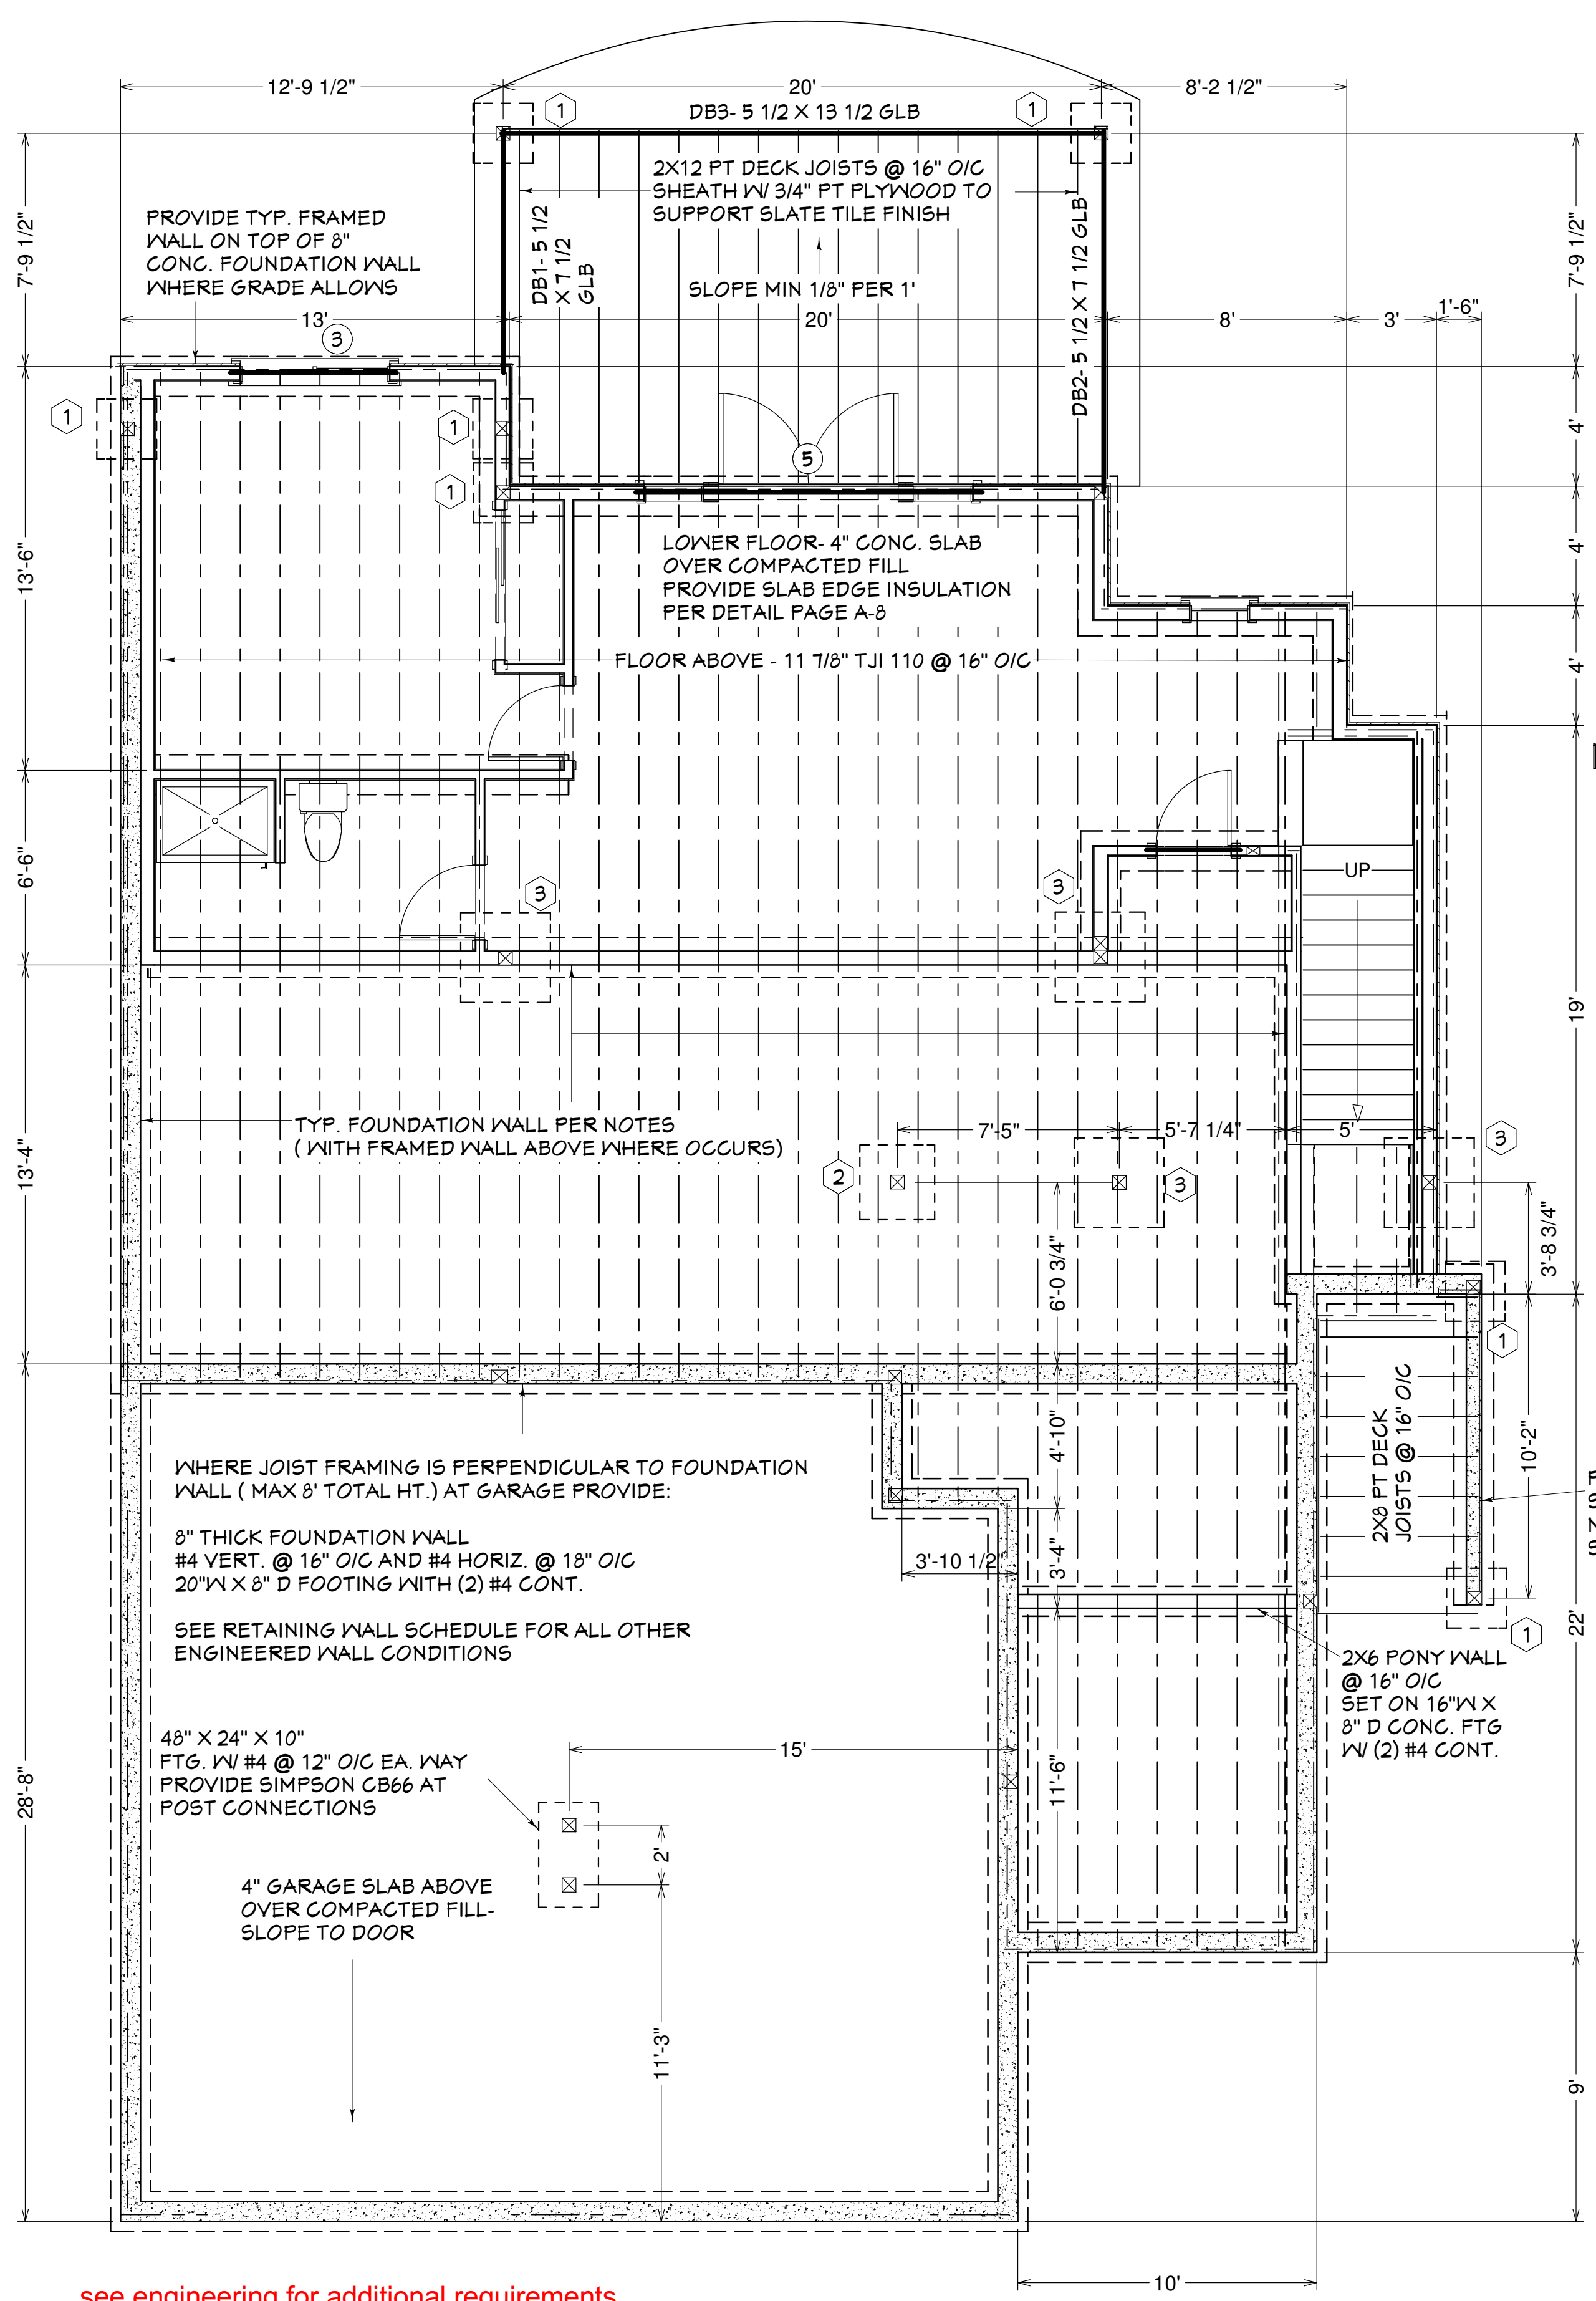 12'-9 1/2"
20'
8'-2 1/2"
1
1
DB3- 5 1/2 X 13 1/2 GLB
2X12 PT DECK JOISTS @ 16" O/C
SHEATH W/ 3/4" PT PLYWOOD TO
SUPPORT SLATE TILE FINISH
SLOPE MIN 1/8" PER 1'
DB1- 5 1/2
X 7 1/2
GLB
DB2- 5 1/2 X 7 1/2 GLB
PROVIDE TYP. FRAMED
WALL ON TOP OF 8"
CONC. FOUNDATION WALL
WHERE GRADE ALLOWS
7'-9 1/2"
7'-9 1/2"
13'
20'
8'
3'
1'-6"
3
1
1
1
5
4'
4'
4'
13'-6"
LOWER FLOOR- 4" CONC. SLAB
OVER COMPACTED FILL
PROVIDE SLAB EDGE INSULATION
PER DETAIL PAGE A-8
FLOOR ABOVE - 11 7/8" TJI 110 @ 16" O/C
6'-6"
3
3
UP
19'
13'-4"
TYP. FOUNDATION WALL PER NOTES
( WITH FRAMED WALL ABOVE WHERE OCCURS)
7'-5"
5'-7 1/4"
5'
3
2
3
6'-0 3/4"
3'-8 3/4"
1
2X8 PT DECK
JOISTS @ 16" O/C
10'-2"
4'-10"
3'-4"
3'-10 1/2"
WHERE JOIST FRAMING IS PERPENDICULAR TO FOUNDATION
WALL ( MAX 8' TOTAL HT.) AT GARAGE PROVIDE:
8" THICK FOUNDATION WALL
#4 VERT. @ 16" O/C AND #4 HORIZ. @ 18" O/C
20"W X 8" D FOOTING WITH (2) #4 CONT.
SEE RETAINING WALL SCHEDULE FOR ALL OTHER
ENGINEERED WALL CONDITIONS
1
22'
2X6 PONY WALL
@ 16" O/C
SET ON 16"W X
8" D CONC. FTG
W/ (2) #4 CONT.
48" X 24" X 10"
FTG. W/ #4 @ 12" O/C EA. WAY
PROVIDE SIMPSON CB66 AT
POST CONNECTIONS
15'
11'-6"
28'-8"
2'
4" GARAGE SLAB ABOVE
OVER COMPACTED FILL-
SLOPE TO DOOR
11'-3"
9'
10'
see engineering for additional requirements